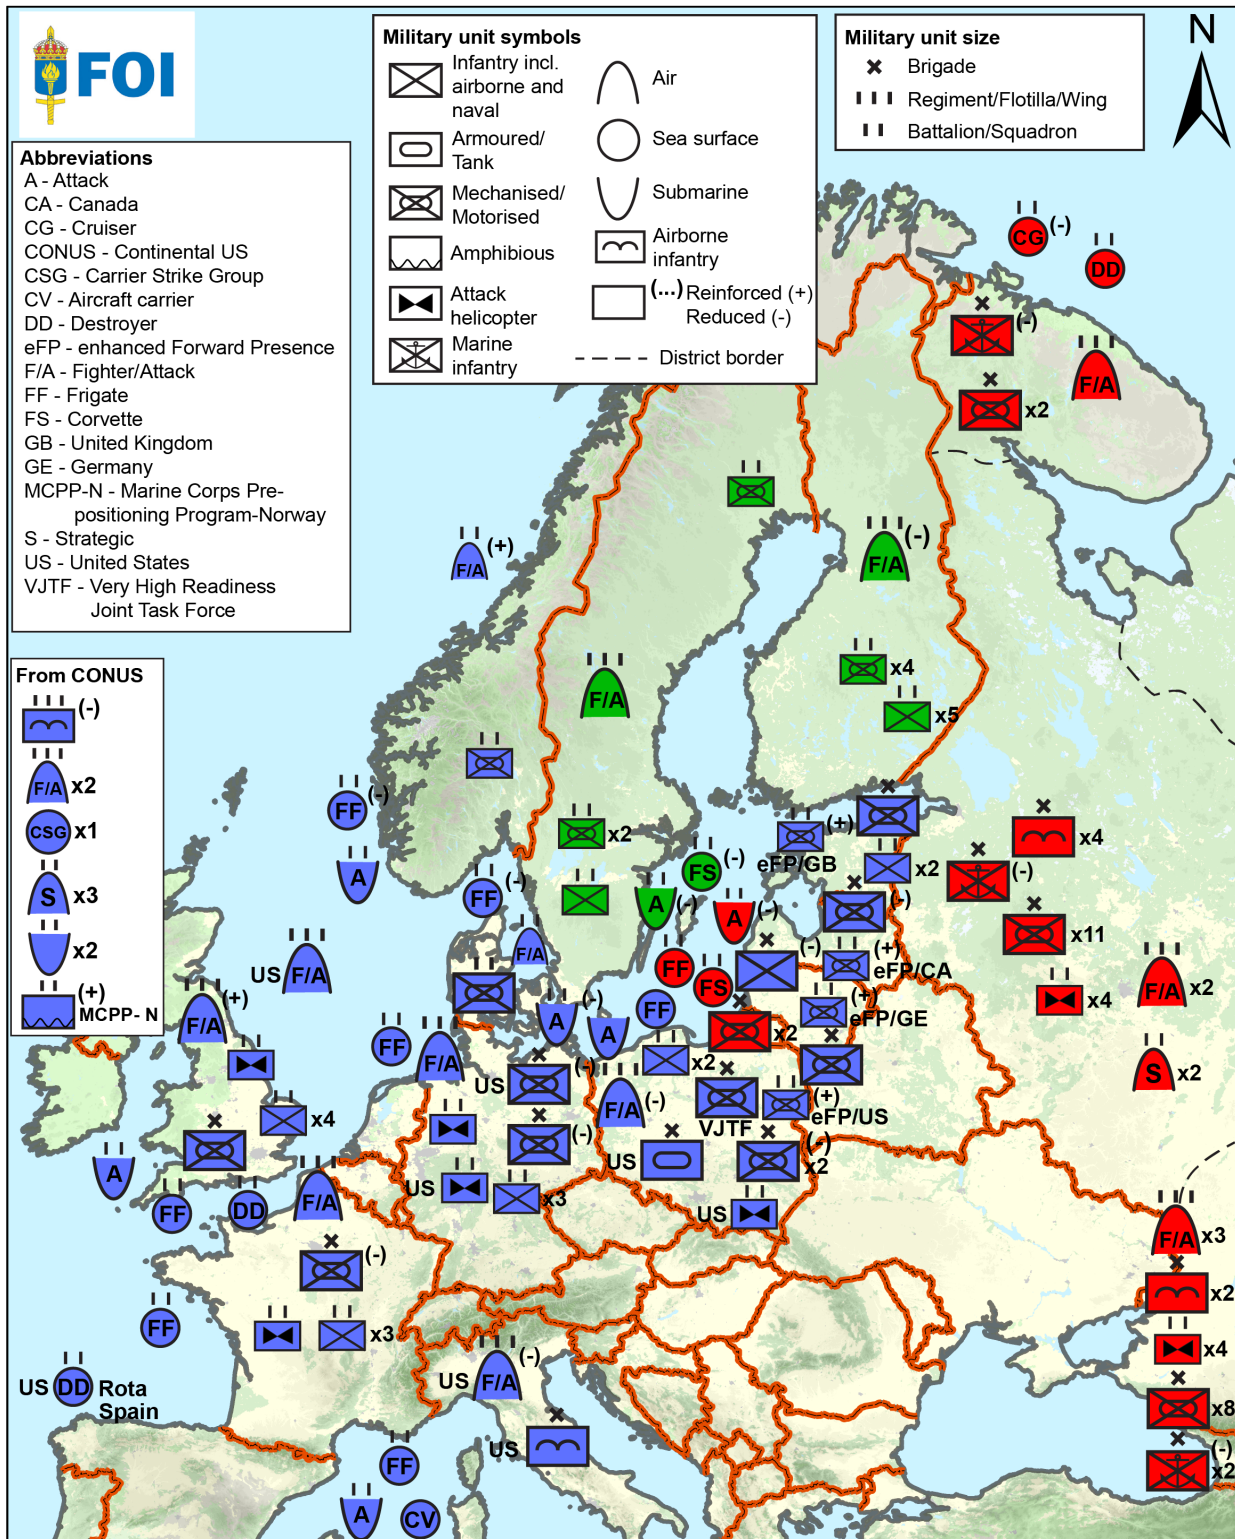 FOI
Abbreviations
A - Attack
CA - Canada
CG - Cruiser
CONUS - Continental US
CSG - Carrier Strike Group
CV - Aircraft carrier
DD - Destroyer
eFP - enhanced Forward Presence
F/A - Fighter/Attack
FF - Frigate
FS - Corvette
GB - United Kingdom
GE - Germany
MCPP-N - Marine Corps Pre-
positioning Program-Norway
S - Strategic
US - United States
VJTF - Very High Readiness
Joint Task Force
From CONUS
(-)
F/A x2
CSG x1
S x3
x2
(+)
MCPP- N
Military unit symbols
Infantry incl.
airborne and
naval
Armoured/
Tank
Mechanised/
Motorised
Amphibious
Attack
helicopter
Marine
infantry
Air
Sea surface
Submarine
Airborne
infantry
(...) Reinforced (+)
Reduced (-)
District border
Military unit size
Brigade
Regiment/Flotilla/Wing
Battalion/Squadron
N
CG (-)
DD
(-)
F/A
x2
F/A (-)
F/A (+)
x4
F/A
x5
FF (-)
x2
(+)
eFP/GB
x4
x2
FS (-)
A
FF (-)
(-)
(-)
A (-)
A (-)
x11
F/A
(-)
(+)
eFP/CA
US F/A
FF
FS
F/A x2
x4
F/A (+)
FF
(+)
eFP/GE
A (-)
A
x2
FF
F/A
x2
S x2
US
(-)
F/A (-)
VJTF
(+)
eFP/US
x4
(-)
US
(-)
x2
A
US
x3
F/A
FF
DD
US
F/A x3
(-)
x2
FF
x3
x4
US DD Rota
Spain
US F/A (-)
x8
US
(-)
x2
FF
A
CV